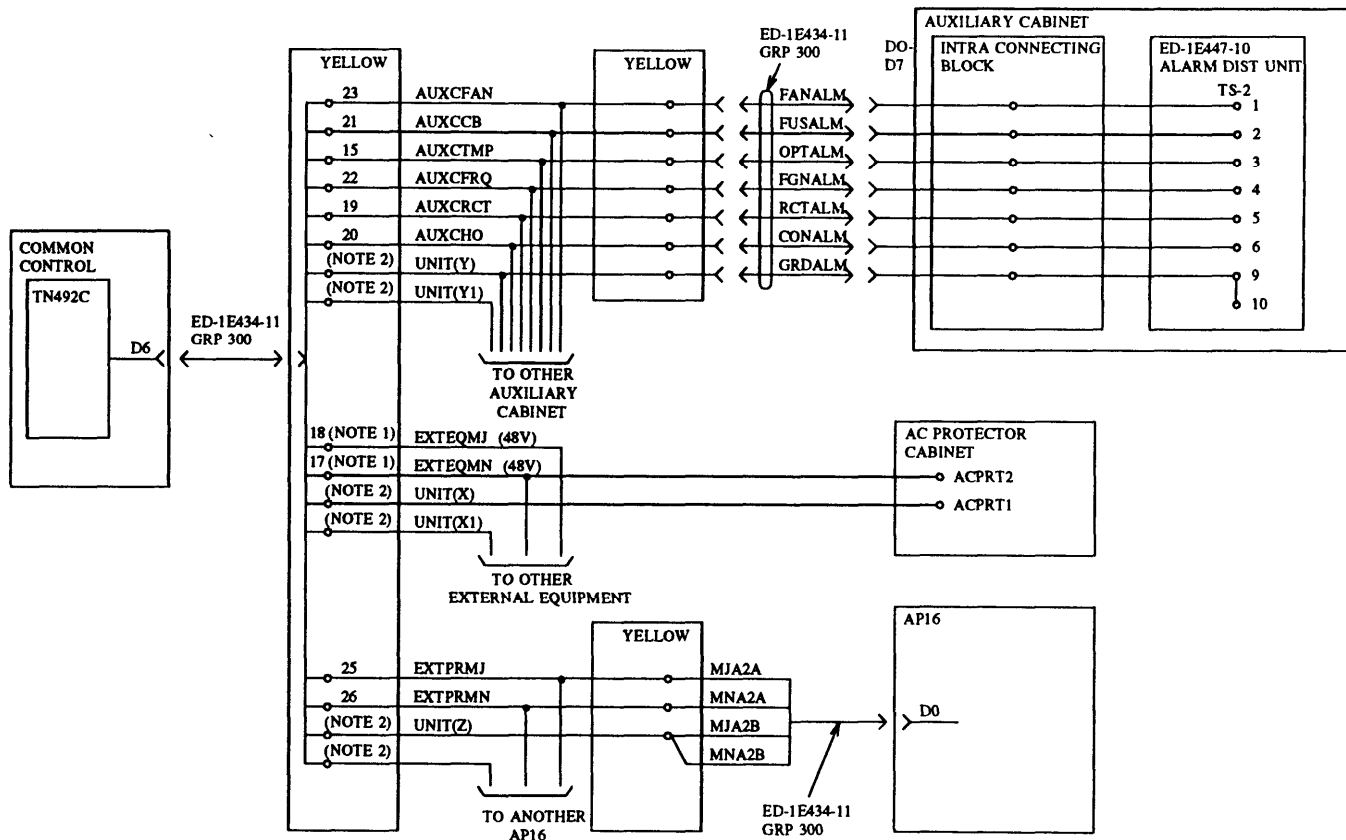 AUXILIARY CABINET
ED-1E434-11
GRP 300
YELLOW
YELLOW
D0-
D7
INTRA CONNECTING
BLOCK
ED-1E447-10
ALARM DIST UNIT
TS-2
23 AUXCFAN FANALM 1
21 AUXCCB FUSALM 2
15 AUXCTMP OPTALM 3
22 AUXCFRQ FGNALM 4
19 AUXCRCT RCTALM 5
20 AUXCHO CONALM 6
(NOTE 2) UNIT(Y) GRDALM 9
(NOTE 2) UNIT(Y1) 10
COMMON
CONTROL
TN492C
D6
ED-1E434-11
GRP 300
TO OTHER
AUXILIARY
CABINET
18 (NOTE 1) EXTEQMJ (48V)
17 (NOTE 1) EXTEQMN (48V)
(NOTE 2) UNIT(X)
(NOTE 2) UNIT(X1)
AC PROTECTOR
CABINET
ACPRT2
ACPRT1
TO OTHER
EXTERNAL EQUIPMENT
YELLOW
AP16
25 EXTPRMJ MJA2A
26 EXTPRMN MNA2A
(NOTE 2) UNIT(Z) MJA2B
(NOTE 2) MNA2B
D0
TO ANOTHER
AP16
ED-1E434-11
GRP 300